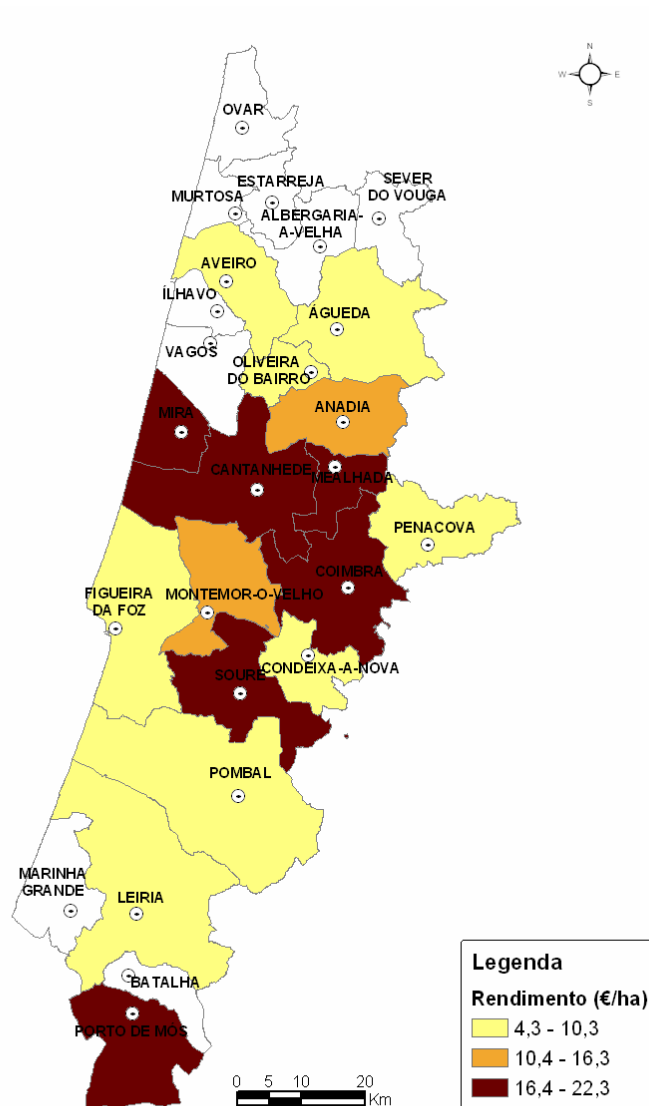 N
W
E
S
OVAR
ESTARREJA
SEVER
DO VOUGA
MURTOSA
ALBERGARIA-
A-VELHA
AVEIRO
ÍLHAVO
ÁGUEDA
VAGOS
OLIVEIRA
DO BAIRRO
ANADIA
MIRA
CANTANHEDE
MEALHADA
PENACOVA
COIMBRA
FIGUEIRA
DA FOZ
MONTEMOR-O-VELHO
CONDEIXA-A-NOVA
SOURE
POMBAL
MARINHA
GRANDE
LEIRIA
BATALHA
PORTO DE MÓS
Legenda
Rendimento (€/ha)
4,3 - 10,3
10,4 - 16,3
16,4 - 22,3
0 5 10 20
Km